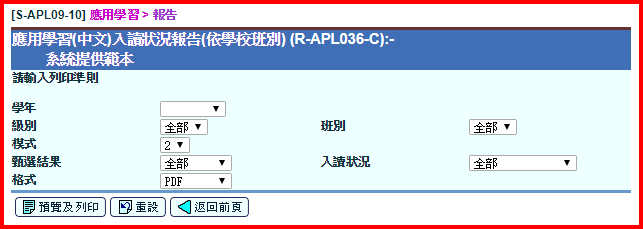 [S-APL09-10] 應用學習 > 報告
應用學習(中文)入讀狀況報告(依學校班別) (R-APL036-C):-
系統提供範本
請輸入列印準則
學年
級別 全部 班別 全部
模式 2
甄選結果 全部 入讀狀況 全部
格式 PDF
預覽及列印 重設 返回前頁